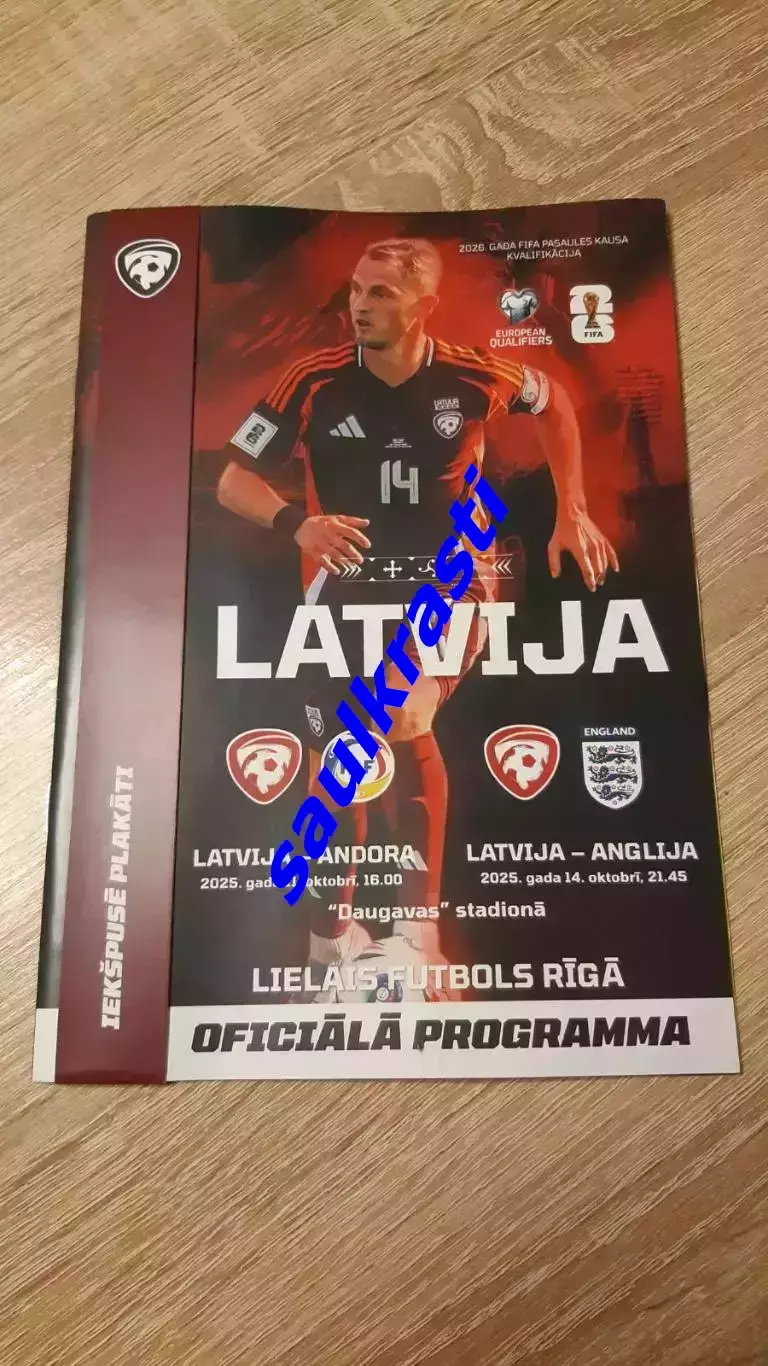 2026. GADA FIFA PASAULES KAUSA
KVALIFIKĀCIJA
EUROPEAN
QUALIFIERS
FIFA
LATVIJA
14
LATVIJA
ENGLAND
LATVIJA – ANDORA
2025. gada oktobrī, 16.00
LATVIJA – ANGLIJA
2025. gada 14. oktobrī, 21.45
"Daugavas" stadionā
LIELAIS FUTBOLS RĪGĀ
OFICIĀLĀ PROGRAMMA
IEKŠPUSĒ PLAKĀTI
saulkrasti